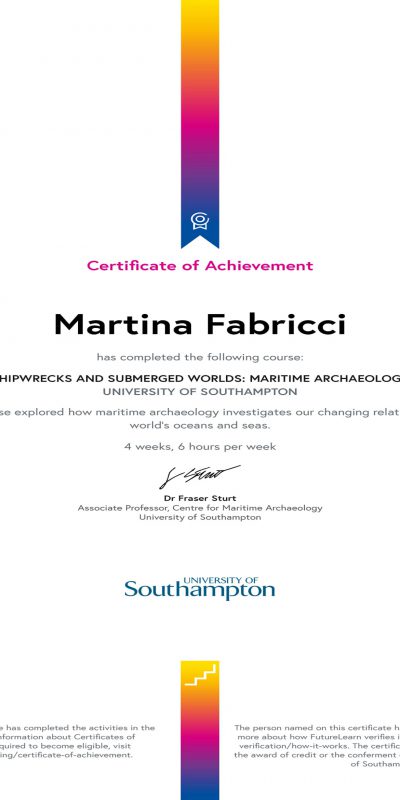 Certificate of Achievement
Martina Fabricci
has completed the following course:
HIPWRECKS AND SUBMERGED WORLDS: MARITIME ARCHAEOLOG
UNIVERSITY OF SOUTHAMPTON
se explored how maritime archaeology investigates our changing relat
world's oceans and seas.
4 weeks, 6 hours per week
Dr Fraser Sturt
Associate Professor, Centre for Maritime Archaeology
University of Southampton
UNIVERSITY OF
Southampton
e has completed the activities in the
nformation about Certificates of
quired to become eligible, visit
ing/certificate-of-achievement.
The person named on this certificate h
more about how FutureLearn verifies i
verification/how-it-works. The certific
the award of credit or the conferment
of Southam